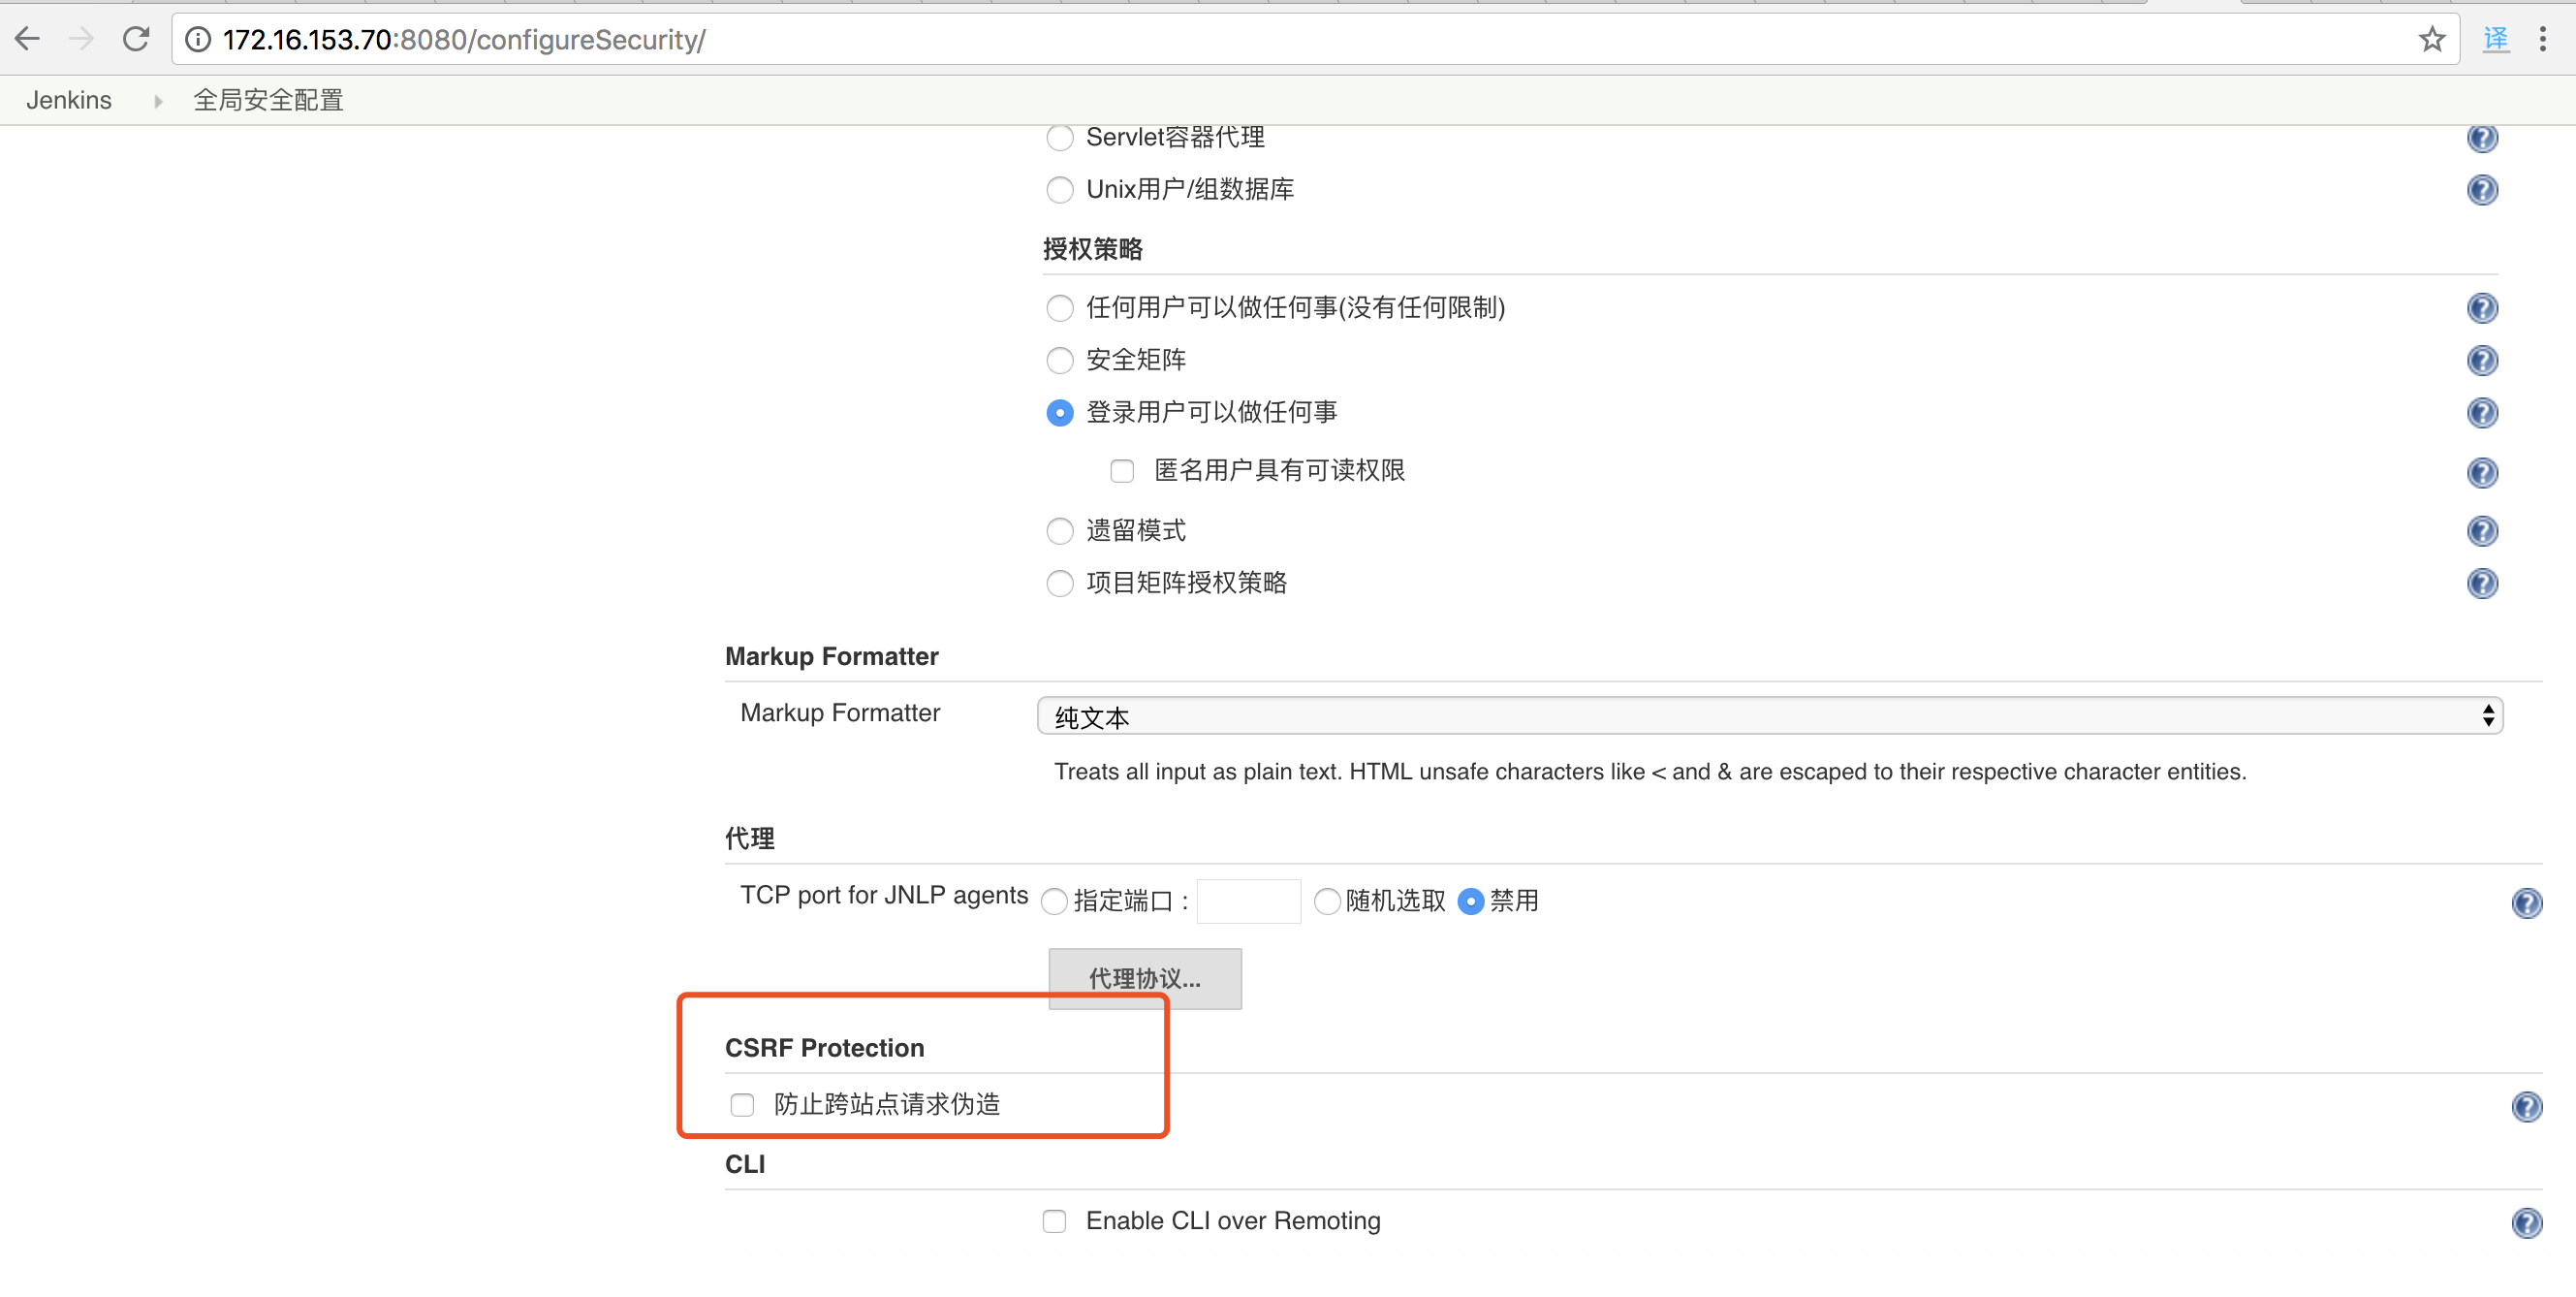 172.16.153.70:8080/configureSecurity/
译
Jenkins 全局安全配置
Servlet容器代理
Unix用户/组数据库
授权策略
任何用户可以做任何事(没有任何限制)
安全矩阵
登录用户可以做任何事
匿名用户具有可读权限
遗留模式
项目矩阵授权策略
Markup Formatter
Markup Formatter 纯文本
Treats all input as plain text. HTML unsafe characters like < and & are escaped to their respective character entities.
代理
TCP port for JNLP agents 指定端口 : 随机选取 禁用
代理协议...
CSRF Protection
防止跨站点请求伪造
CLI
Enable CLI over Remoting